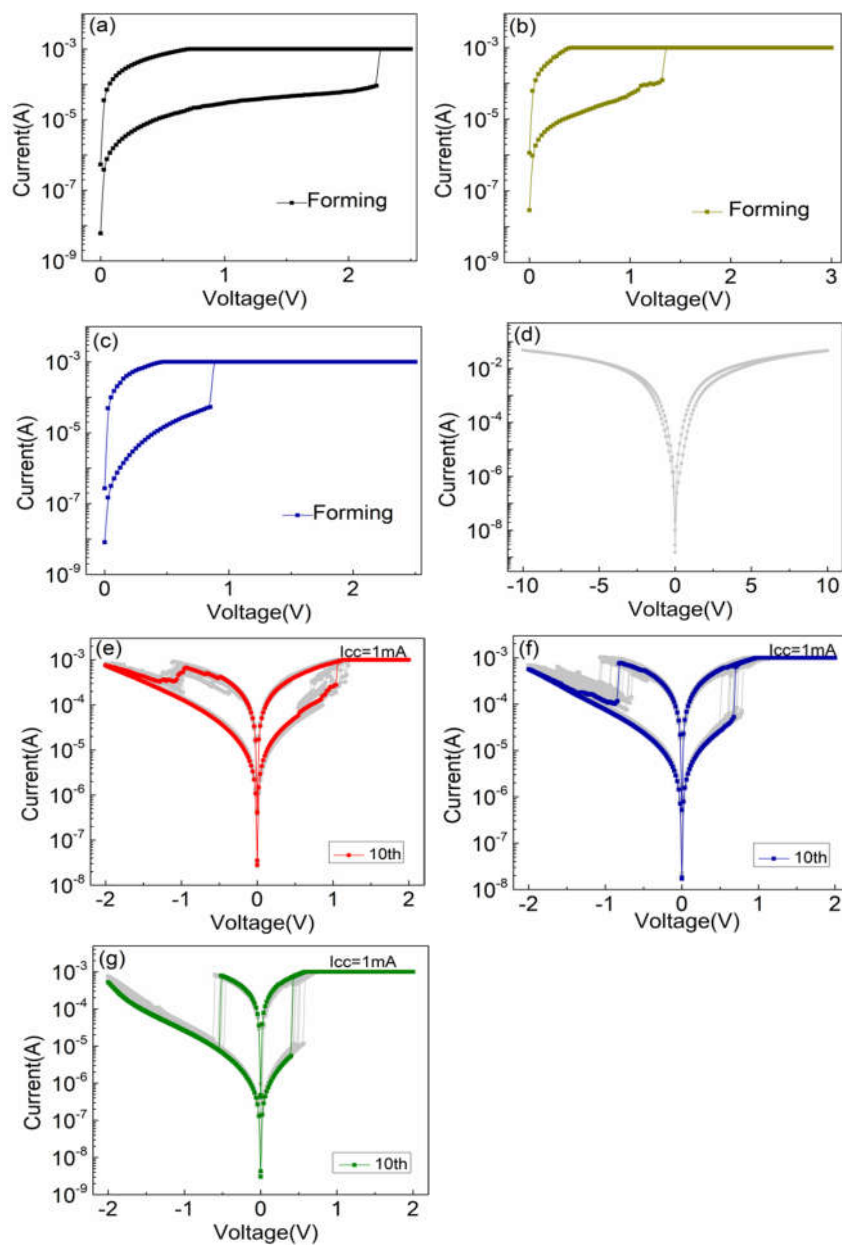 (a)
10⁻³
10⁻⁵
10⁻⁷
10⁻⁹
Current(A)
Forming
0 1 2
Voltage(V)
(b)
10⁻³
10⁻⁵
10⁻⁷
10⁻⁹
Current(A)
Forming
0 1 2 3
Voltage(V)
(c)
10⁻³
10⁻⁵
10⁻⁷
10⁻⁹
Current(A)
Forming
0 1 2
Voltage(V)
(d)
10⁻²
10⁻⁴
10⁻⁶
10⁻⁸
Current(A)
-10 -5 0 5 10
Voltage(V)
(e)
Icc=1mA
10⁻³
10⁻⁴
10⁻⁵
10⁻⁶
10⁻⁷
10⁻⁸
Current(A)
10th
-2 -1 0 1 2
Voltage(V)
(f)
Icc=1mA
10⁻³
10⁻⁴
10⁻⁵
10⁻⁶
10⁻⁷
10⁻⁸
Current(A)
10th
-2 -1 0 1 2
Voltage(V)
(g)
Icc=1mA
10⁻³
10⁻⁴
10⁻⁵
10⁻⁶
10⁻⁷
10⁻⁸
10⁻⁹
Current(A)
10th
-2 -1 0 1 2
Voltage(V)